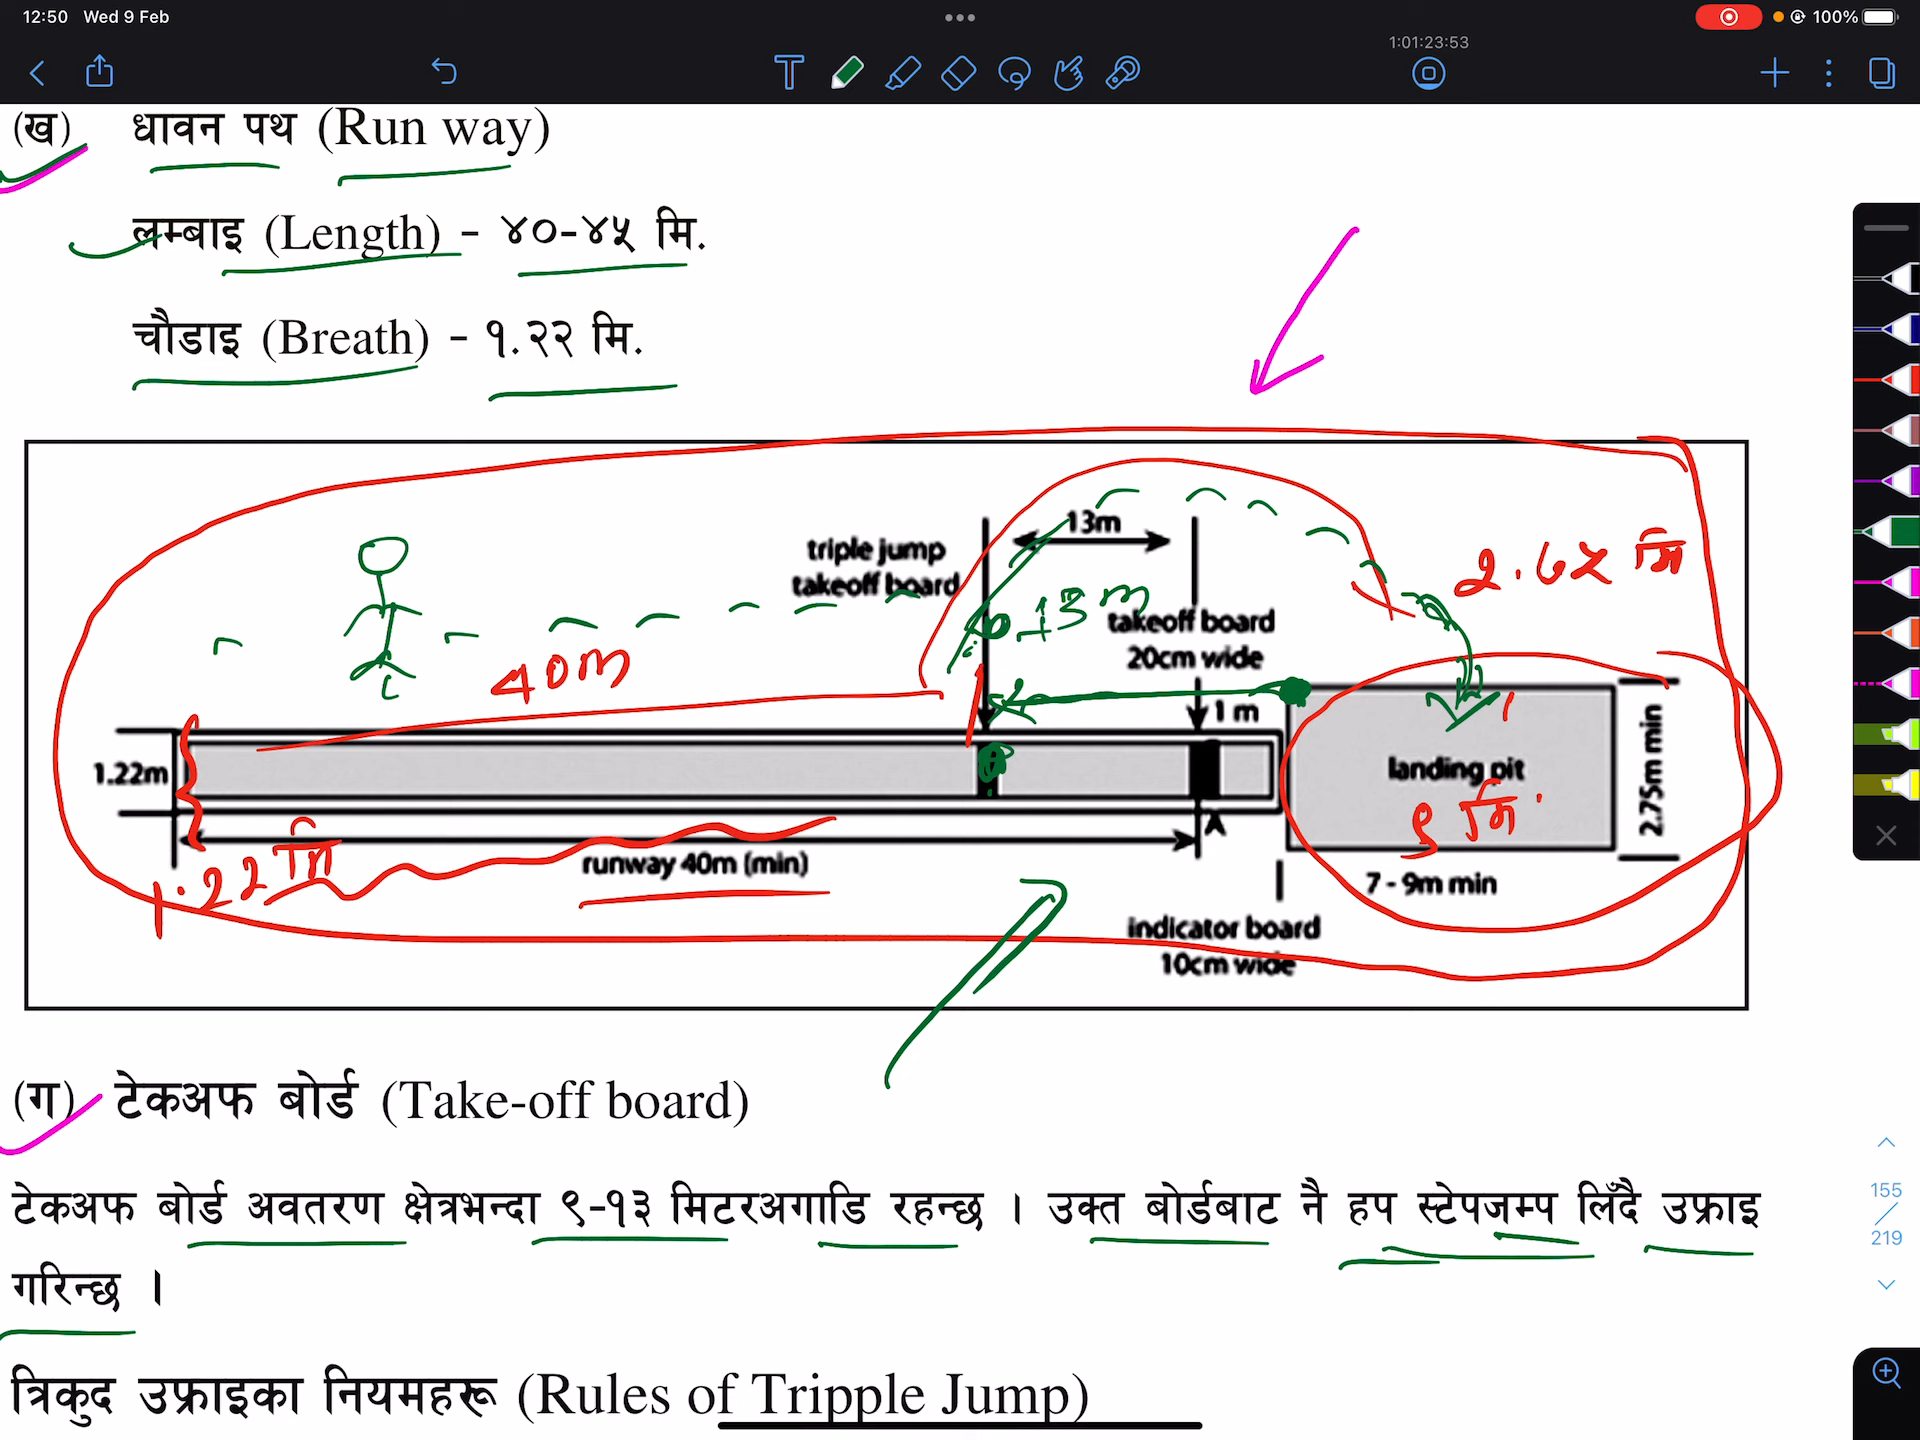 12:50 Wed 9 Feb
100%
1:01:23:53
(ख) धावन पथ (Run way)
लम्बाइ (Length) - ४०-४५ मि.
चौडाइ (Breath) - १.२२ मि.
triple jump
takeoff board
13m
13m
takeoff board
20cm wide
40m
1 m
1.22m
landing pit
९ मि.
2.75m min
1.22 मि
runway 40m (min)
7 - 9m min
indicator board
10cm wide
(ग) टेकअफ बोर्ड (Take-off board)
टेकअफ बोर्ड अवतरण क्षेत्रभन्दा ९-१३ मिटरअगाडि रहन्छ । उक्त बोर्डबाट नै हप स्टेपजम्प लिँदै उफ्राइ
गरिन्छ ।
त्रिकुद उफ्राइका नियमहरू (Rules of Tripple Jump)
155
219